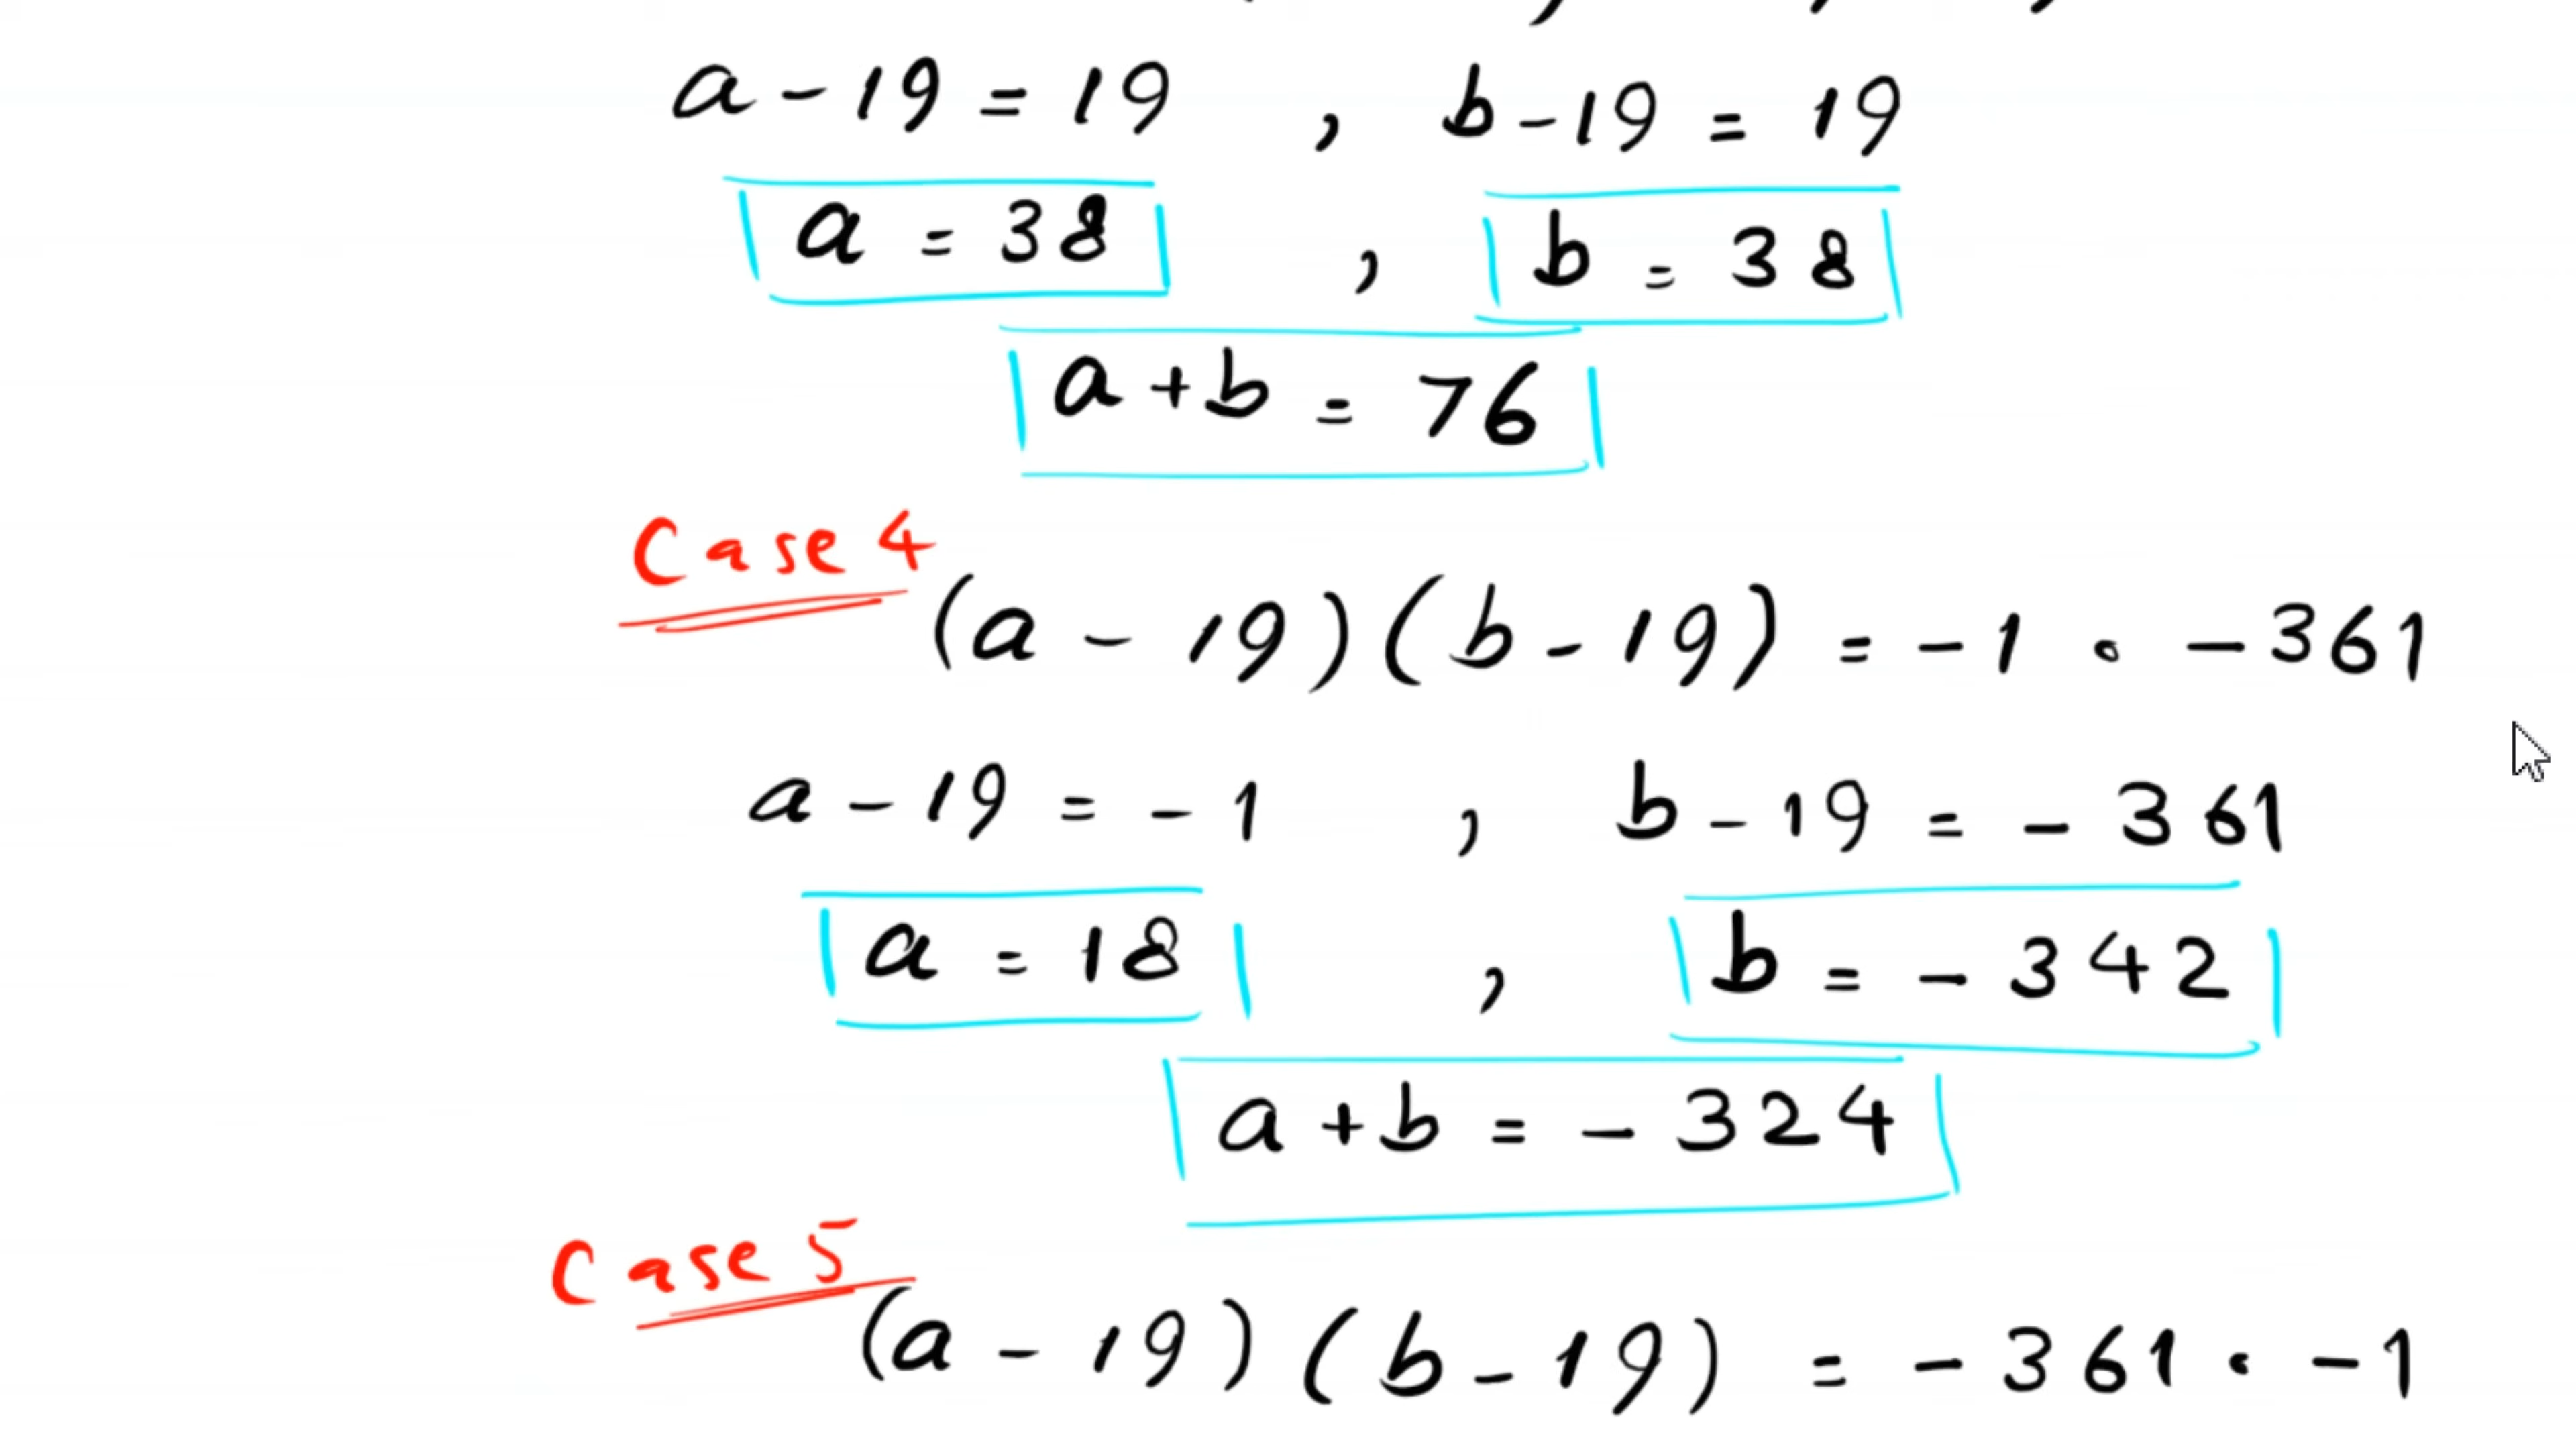 a - 19 = 19 , b - 19 = 19
a = 38 , b = 38
a + b = 76
Case 4
(a - 19)(b - 19) = - 1 • - 361
a - 19 = - 1 , b - 19 = - 361
a = 18 , b = - 342
a + b = - 324
Case 5
(a - 19)(b - 19) = - 361 • - 1